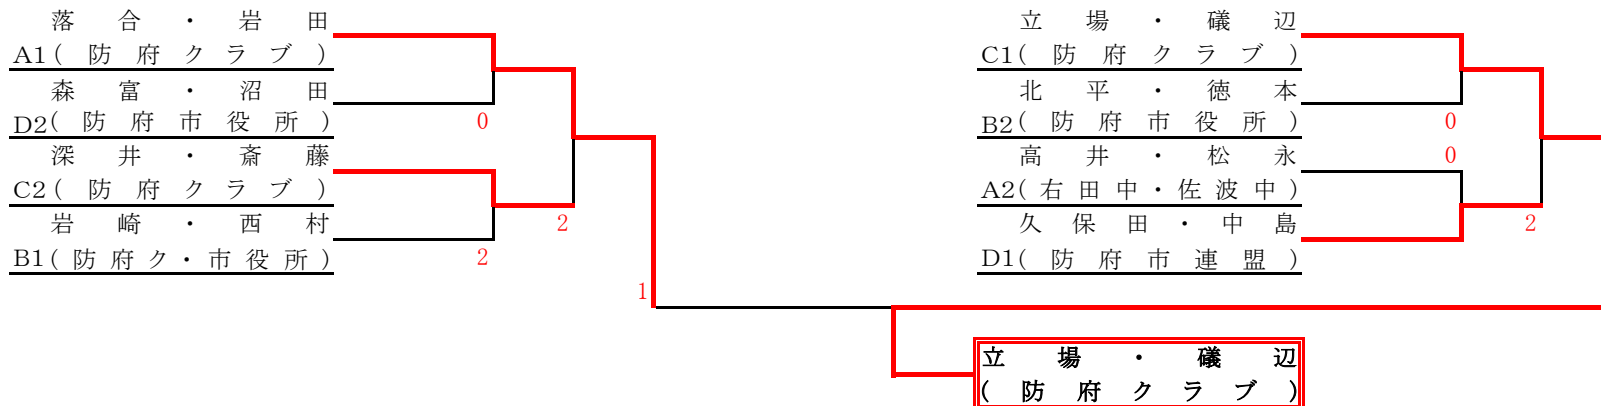 落合・岩田
A1(防府クラブ)
森富・沼田
D2(防府市役所)
0
深井・斎藤
C2(防府クラブ)
岩崎・西村
2
B1(防府ク・市役所)
2
1
立場・礒辺
C1(防府クラブ)
北平・徳本
B2(防府市役所)
0
高井・松永
0
A2(右田中・佐波中)
久保田・中島
2
D1(防府市連盟)
立場・礒辺
(防府クラブ)